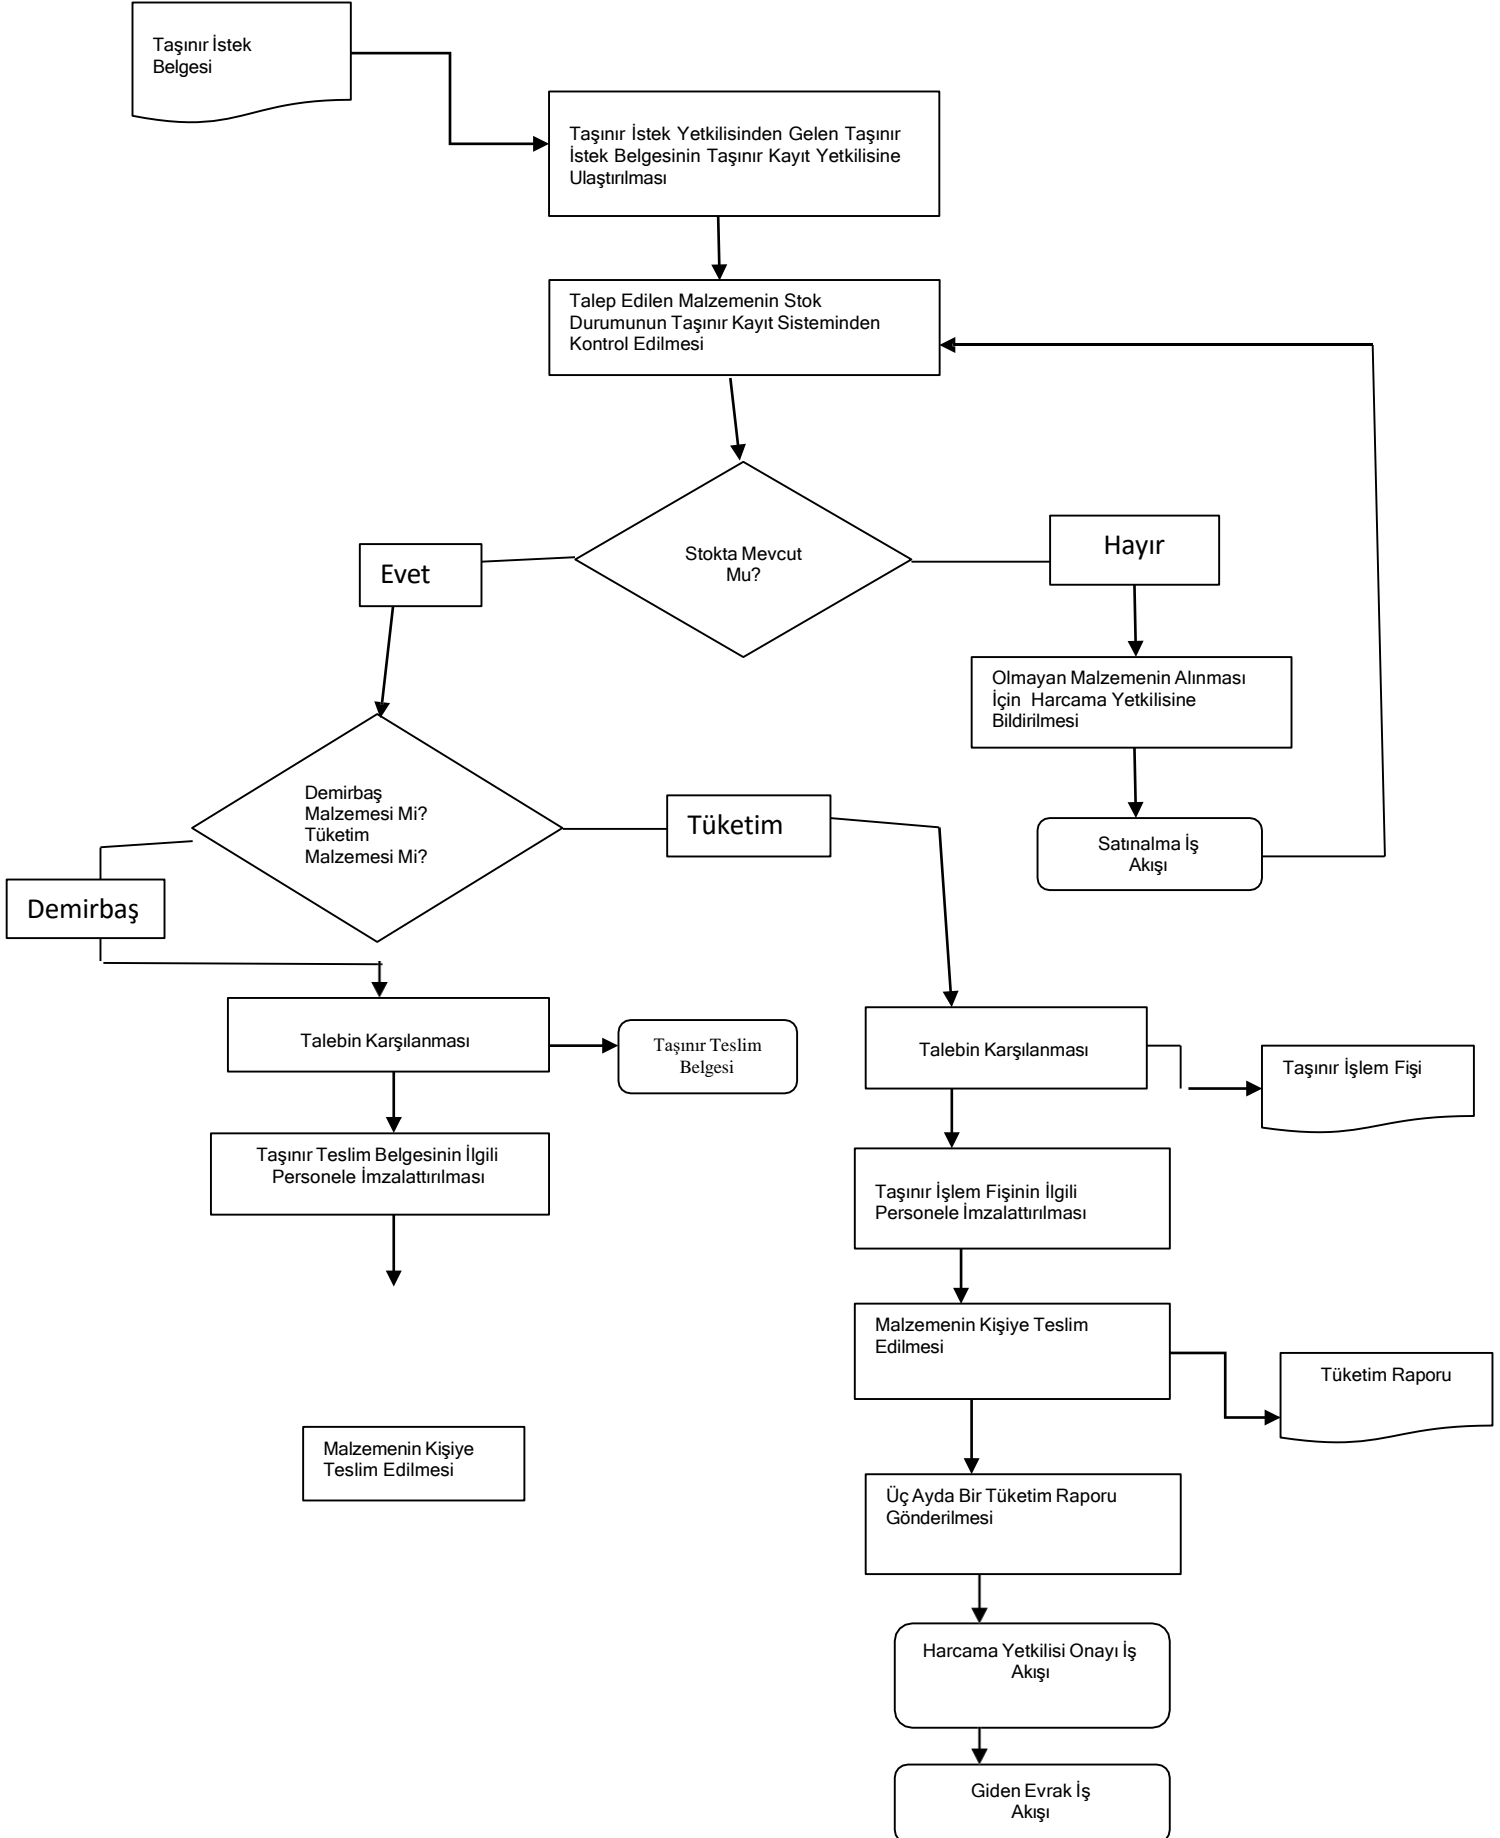 Taşınır İstek
Belgesi
Taşınır İstek Yetkilisinden Gelen Taşınır
İstek Belgesinin Taşınır Kayıt Yetkilisine
Ulaştırılması
Talep Edilen Malzemenin Stok
Durumunun Taşınır Kayıt Sisteminden
Kontrol Edilmesi
Stokta Mevcut
Mu?
Evet
Hayır
Olmayan Malzemenin Alınması
İçin Harcama Yetkilisine
Bildirilmesi
Satınalma İş
Akışı
Demirbaş
Malzemesi Mi?
Tüketim
Malzemesi Mi?
Tüketim
Demirbaş
Talebin Karşılanması
Taşınır Teslim
Belgesi
Taşınır Teslim Belgesinin İlgili
Personele İmzalattırılması
Malzemenin Kişiye
Teslim Edilmesi
Talebin Karşılanması
Taşınır İşlem Fişi
Taşınır İşlem Fişinin İlgili
Personele İmzalattırılması
Malzemenin Kişiye Teslim
Edilmesi
Tüketim Raporu
Üç Ayda Bir Tüketim Raporu
Gönderilmesi
Harcama Yetkilisi Onayı İş
Akışı
Giden Evrak İş
Akışı